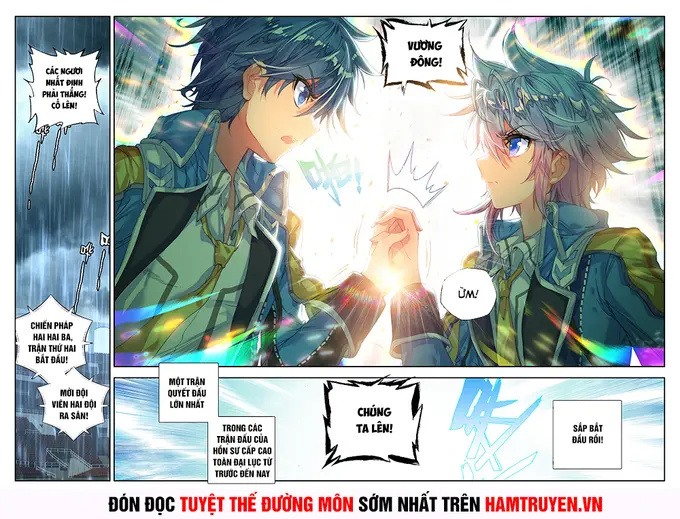 CÁC NGƯƠI
NHẤT ĐỊNH
PHẢI THẮNG!
CỐ LÊN!
CHIẾN PHÁP
HAI HAI BA,
TRẬN THỨ HAI
BẮT ĐẦU!
MỜI ĐỘI
VIÊN HAI ĐỘI
RA SÂN!
VƯƠNG
ĐÔNG!
ỪM!
MỘT TRẬN
QUYẾT ĐẤU
LỚN NHẤT
TRONG CÁC
TRẬN ĐẤU CỦA
HỒN SƯ CẤP CAO
TOÀN ĐẠI LỤC TỪ
TRƯỚC ĐẾN NAY
CHÚNG
TA LÊN!
SẮP BẮT
ĐẦU RỒI!
ĐÓN ĐỌC TUYỆT THẾ ĐƯỜNG MÔN SỚM NHẤT TRÊN HAMTRUYEN.VN